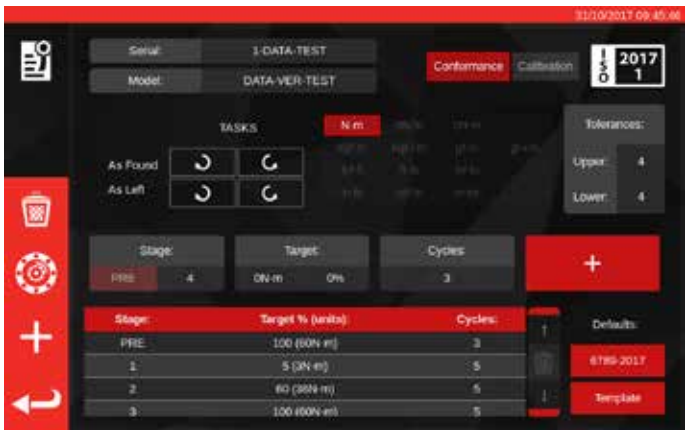 31/10/2017 09:45:46
Serial: 1-DATA-TEST
Model: DATA-VER-TEST
Conformance Calibration
ISO 2017 1
TASKS
N·m
Tolerances:
As Found
As Left
Upper: 4
Lower: 4
Stage: Target: Cycles:
PRE 4 0N·m 0% 3
+
Stage: Target % (units): Cycles:
PRE 100 (60N·m) 3
1 5 (3N·m) 5
2 60 (36N·m) 5
3 100 (60N·m) 5
Defaults:
6789-2017
Template